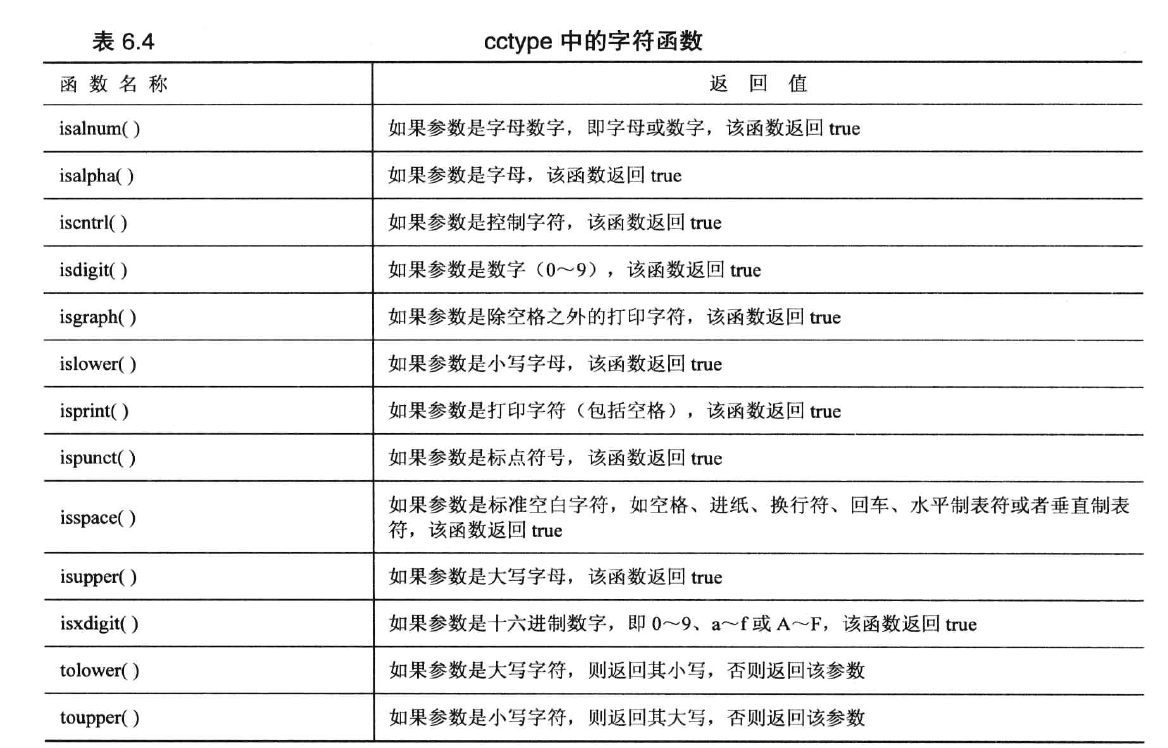 表 6.4 cctype 中的字符函数
函 数 名 称 返 回 值
isalnum( ) 如果参数是字母数字，即字母或数字，该函数返回 true
isalpha( ) 如果参数是字母，该函数返回 true
iscntrl( ) 如果参数是控制字符，该函数返回 true
isdigit( ) 如果参数是数字（0～9），该函数返回 true
isgraph( ) 如果参数是除空格之外的打印字符，该函数返回 true
islower( ) 如果参数是小写字母，该函数返回 true
isprint( ) 如果参数是打印字符（包括空格），该函数返回 true
ispunct( ) 如果参数是标点符号，该函数返回 true
isspace( ) 如果参数是标准空白字符，如空格、进纸、换行符、回车、水平制表符或者垂直制表
符，该函数返回 true
isupper( ) 如果参数是大写字母，该函数返回 true
isxdigit( ) 如果参数是十六进制数字，即 0～9、a～f 或 A～F，该函数返回 true
tolower( ) 如果参数是大写字符，则返回其小写，否则返回该参数
toupper( ) 如果参数是小写字符，则返回其大写，否则返回该参数